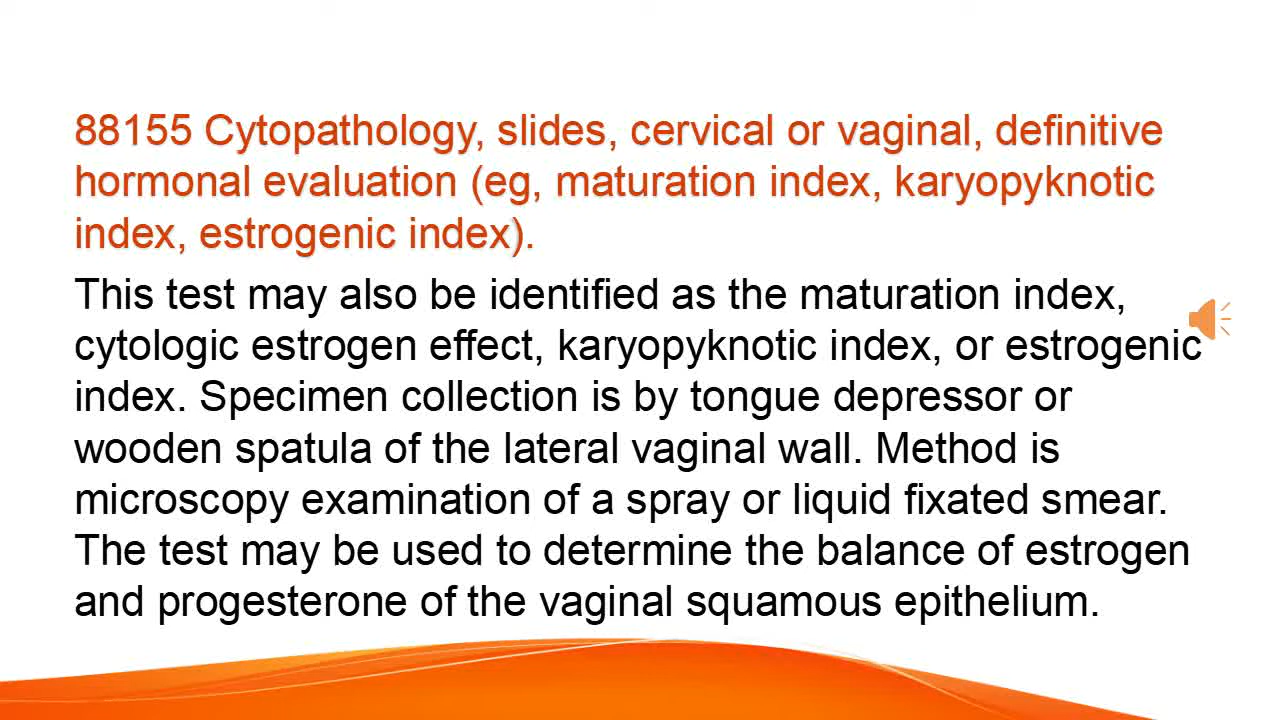 88155 Cytopathology, slides, cervical or vaginal, definitive
hormonal evaluation (eg, maturation index, karyopyknotic
index, estrogenic index).
This test may also be identified as the maturation index,
cytologic estrogen effect, karyopyknotic index, or estrogenic
index. Specimen collection is by tongue depressor or
wooden spatula of the lateral vaginal wall. Method is
microscopy examination of a spray or liquid fixated smear.
The test may be used to determine the balance of estrogen
and progesterone of the vaginal squamous epithelium.